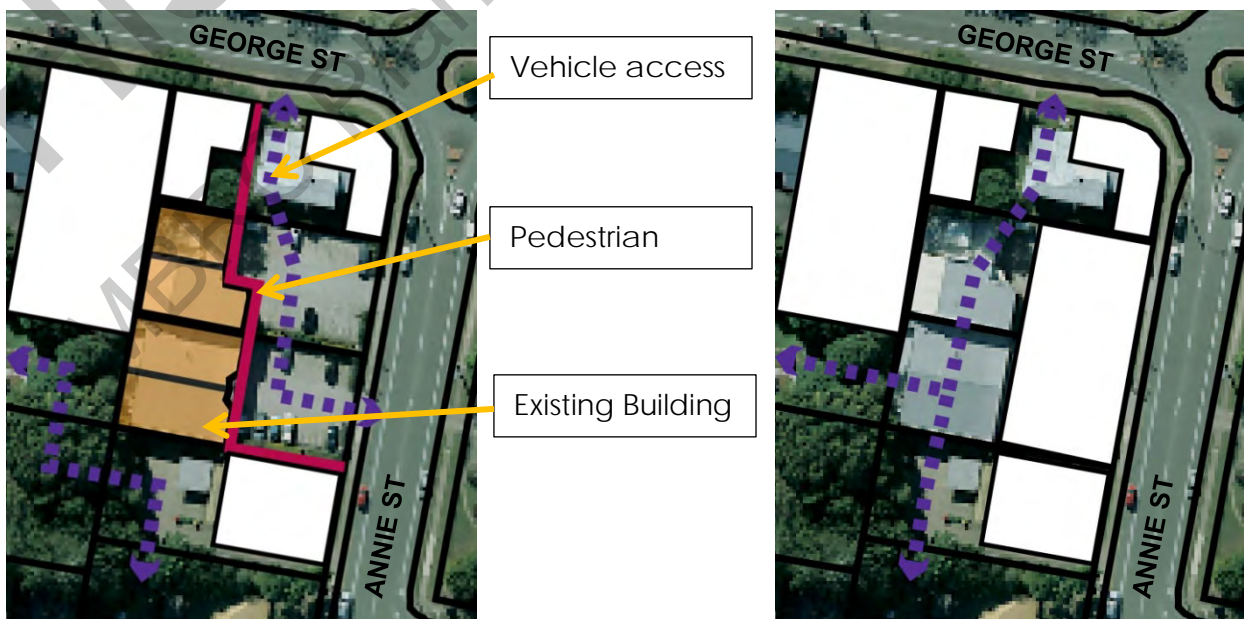 GEORGE ST
Vehicle access
Pedestrian
Existing Building
ANNIE ST
GEORGE ST
ANNIE ST